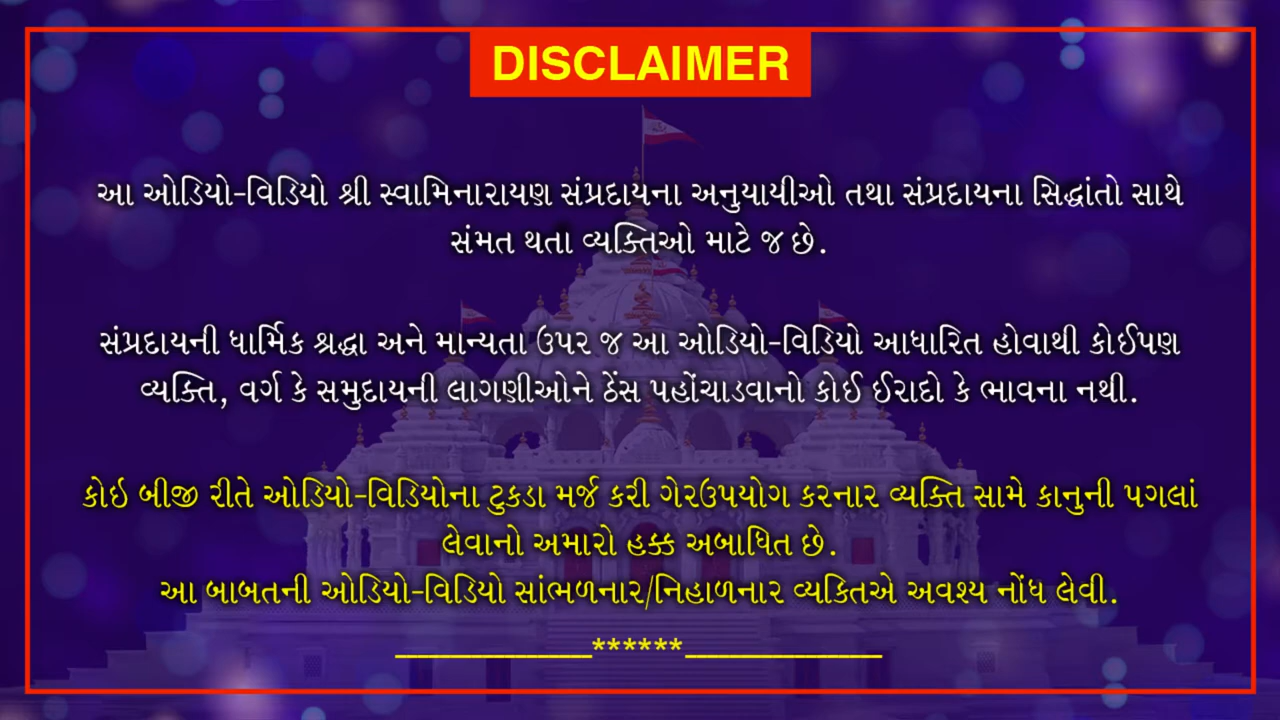 DISCLAIMER
આ ઓડિયો-વિડિયો શ્રી સ્વામિનારાયણ સંપ્રદાયના અનુયાયીઓ તથા સંપ્રદાયના સિદ્ધાંતો સાથે
સંમત થતા વ્યક્તિઓ માટે જ છે.
સંપ્રદાયની ધાર્મિક શ્રદ્ધા અને માન્યતા ઉપર જ આ ઓડિયો-વિડિયો આધારિત હોવાથી કોઈપણ
વ્યક્તિ, વર્ગ કે સમુદાયની લાગણીઓને ઠેંસ પહોંચાડવાનો કોઈ ઈરાદો કે ભાવના નથી.
કોઇ બીજી રીતે ઓડિયો-વિડિયોના ટુકડા મર્જ કરી ગેરઉપયોગ કરનાર વ્યક્તિ સામે કાનુની પગલાં
લેવાનો અમારો હક્ક અબાધિત છે.
આ બાબતની ઓડિયો-વિડિયો સાંભળનાર/નિહાળનાર વ્યકિતએ અવશ્ય નોંધ લેવી.
______________******______________